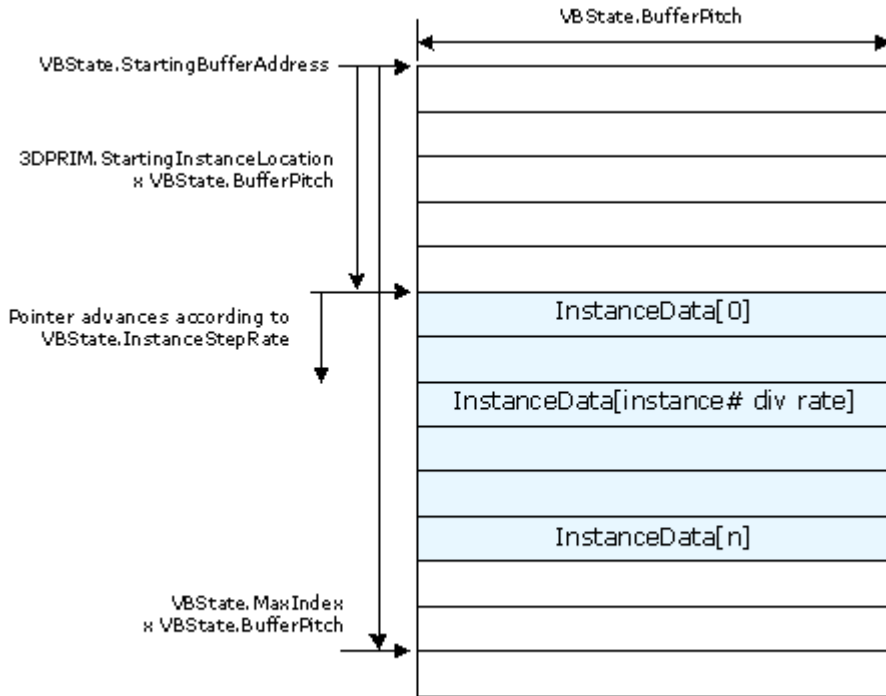 VBState.BufferPitch
VBState.StartingBufferAddress
3DPRIM.StartingInstanceLocation
x VBState.BufferPitch
InstanceData[0]
Pointer advances according to
VBState.InstanceStepRate
InstanceData[instance# div rate]
InstanceData[n]
VBState.MaxIndex
x VBState.BufferPitch